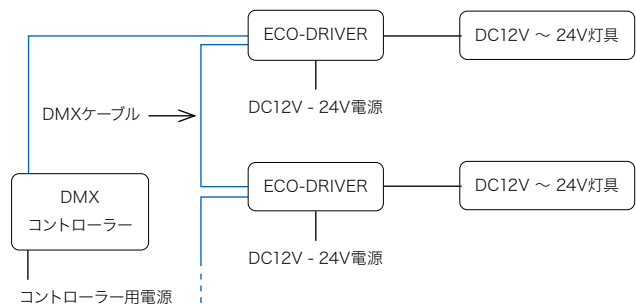 ECO-DRIVER
DC12V ～ 24V灯具
DMXケーブル
DC12V - 24V電源
ECO-DRIVER
DC12V ～ 24V灯具
DMX
コントローラー
DC12V - 24V電源
コントローラー用電源